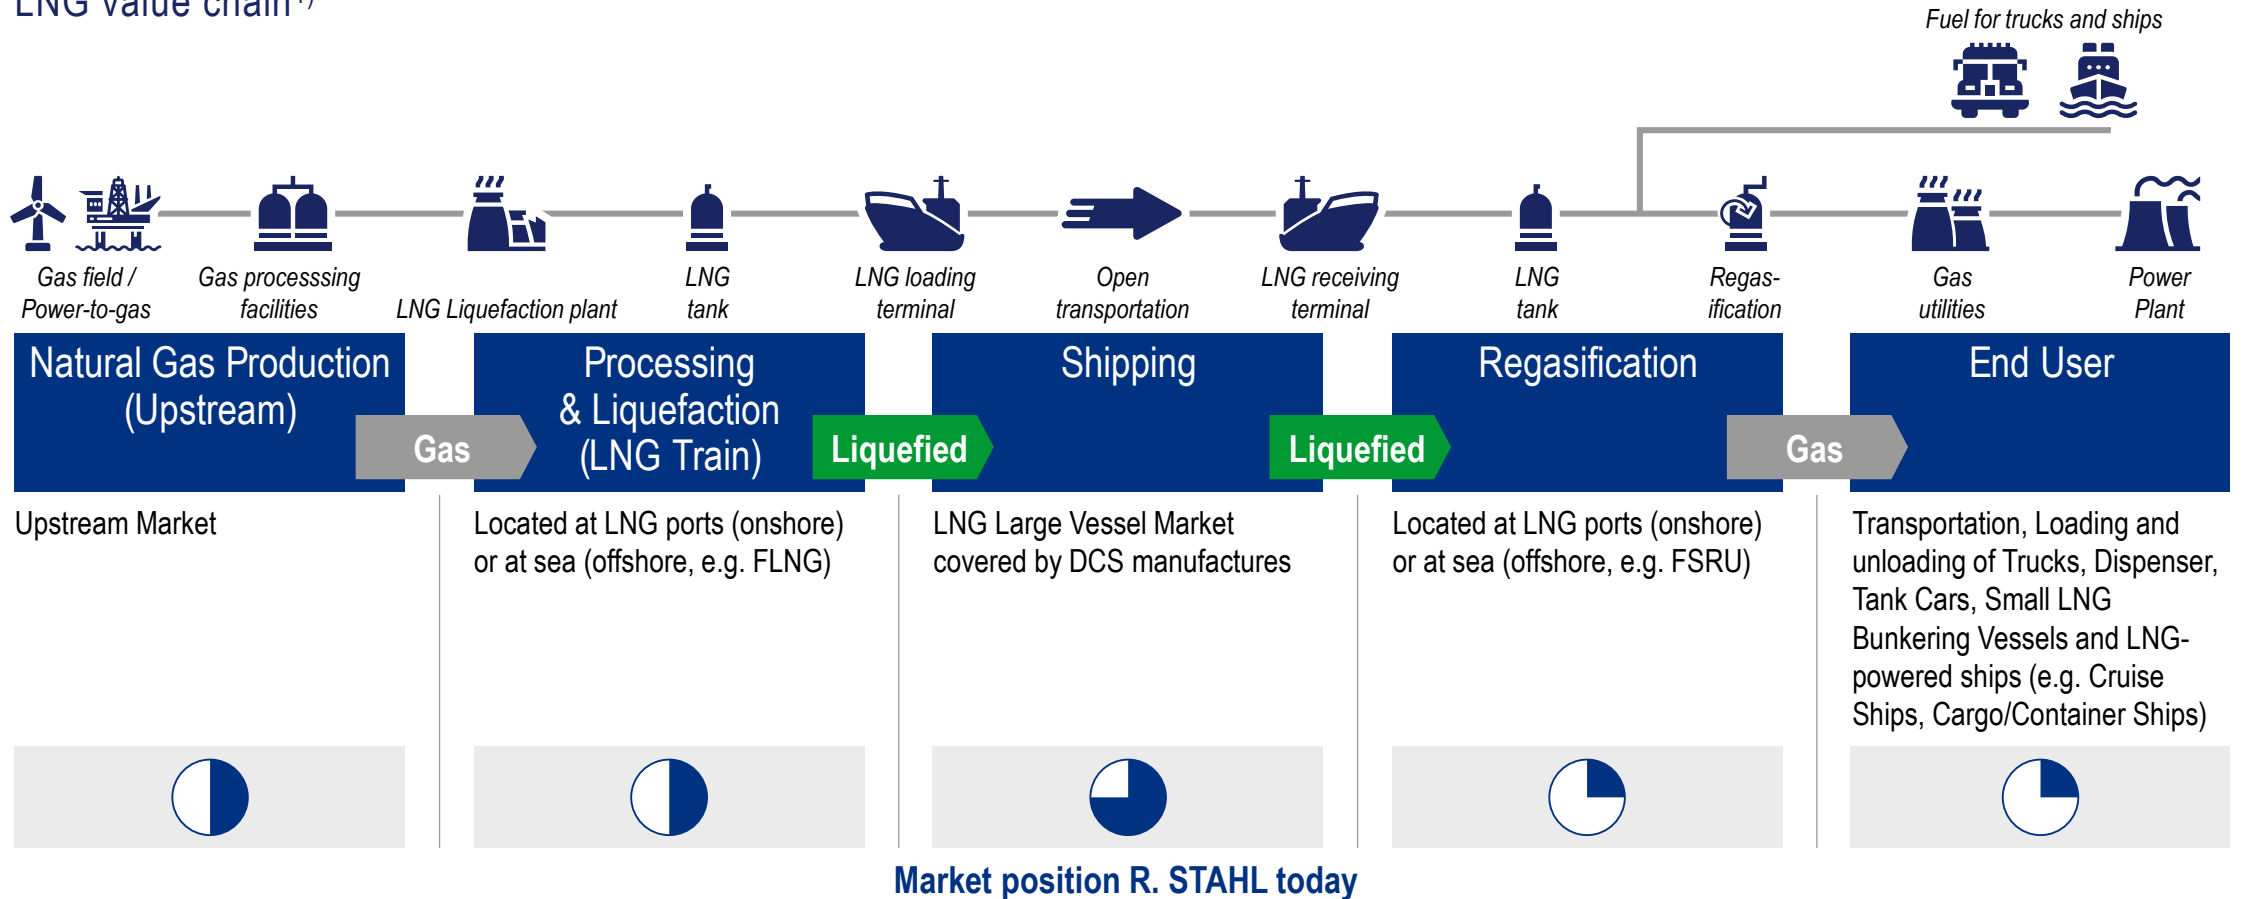 LNG value chain 1)
Fuel for trucks and ships
Gas field /
Power-to-gas
Gas processsing
facilities
LNG Liquefaction plant
LNG
tank
LNG loading
terminal
Open
transportation
LNG receiving
terminal
LNG
tank
Regas-
ification
Gas
utilities
Power
Plant
Natural Gas Production
(Upstream)
Gas
Processing
& Liquefaction
(LNG Train)
Liquefied
Shipping
Liquefied
Regasification
Gas
End User
Upstream Market
Located at LNG ports (onshore)
or at sea (offshore, e.g. FLNG)
LNG Large Vessel Market
covered by DCS manufactures
Located at LNG ports (onshore)
or at sea (offshore, e.g. FSRU)
Transportation, Loading and
unloading of Trucks, Dispenser,
Tank Cars, Small LNG
Bunkering Vessels and LNG-
powered ships (e.g. Cruise
Ships, Cargo/Container Ships)
Market position R. STAHL today